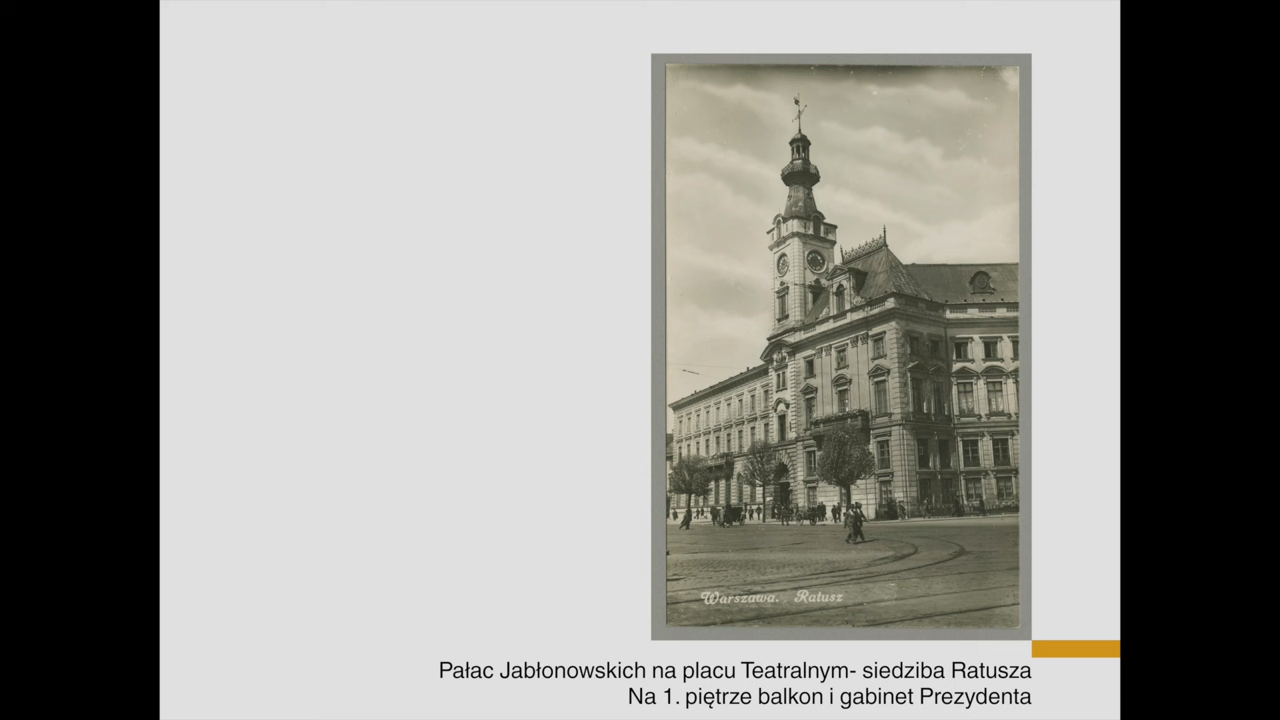 Warszawa. Ratusz
Pałac Jabłonowskich na placu Teatralnym- siedziba Ratusza
Na 1. piętrze balkon i gabinet Prezydenta